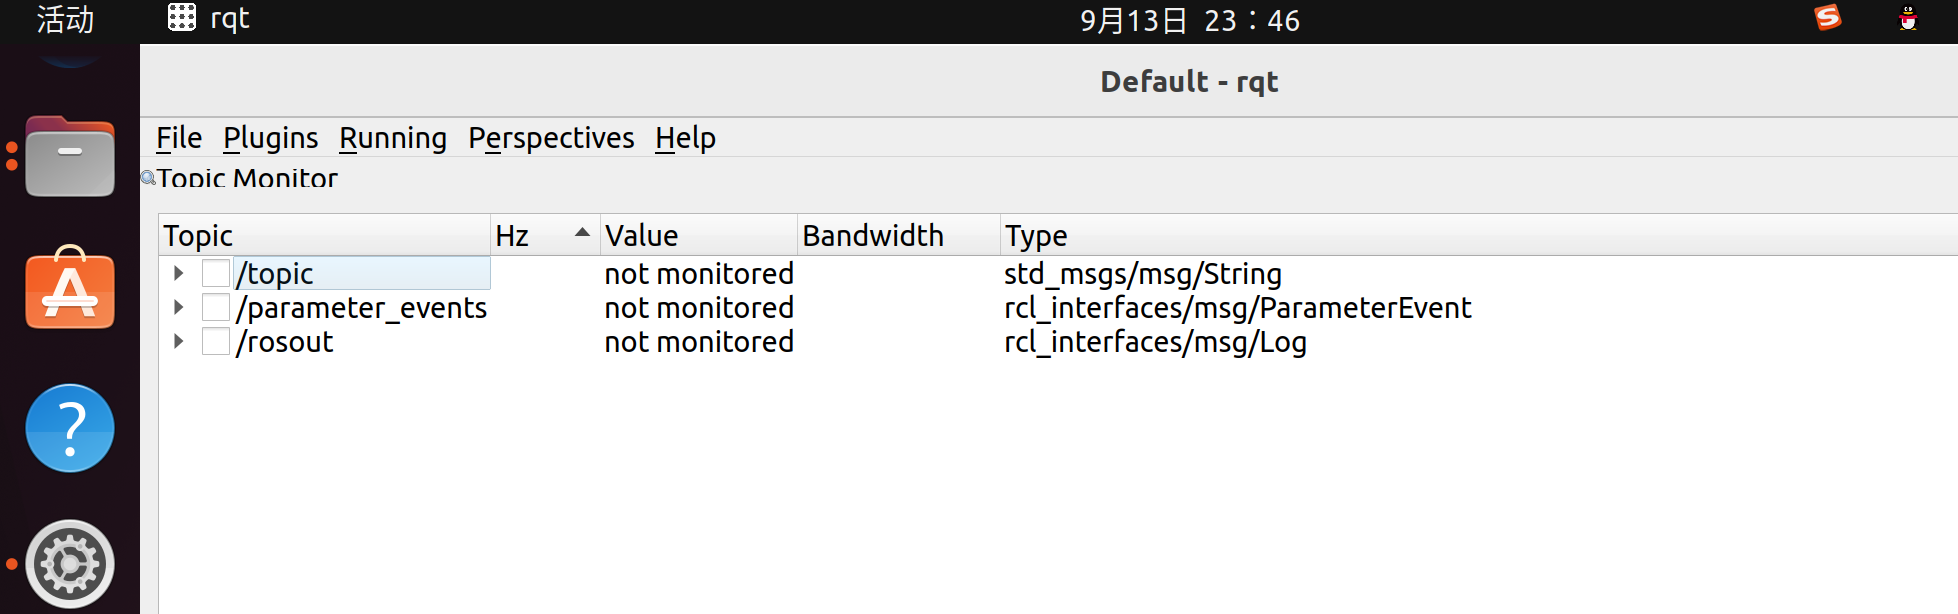 活动 rqt 9月13日 23：46
Default - rqt
File Plugins Running Perspectives Help
Topic Monitor
Topic Hz Value Bandwidth Type
/topic not monitored std_msgs/msg/String
/parameter_events not monitored rcl_interfaces/msg/ParameterEvent
/rosout not monitored rcl_interfaces/msg/Log